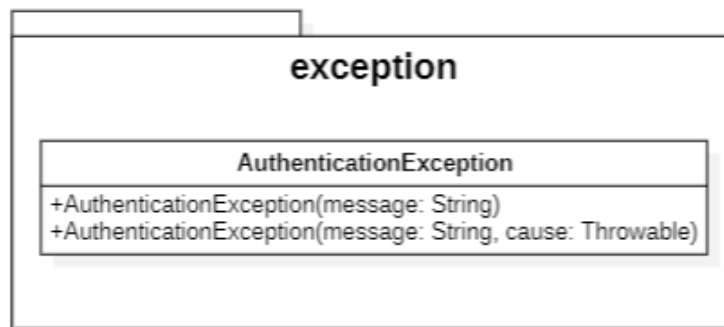 exception
AuthenticationException
+AuthenticationException(message: String)
+AuthenticationException(message: String, cause: Throwable)